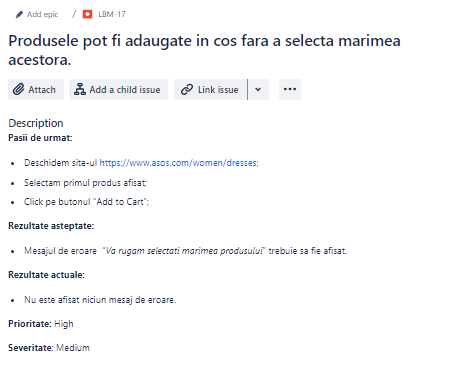 Add epic / LBM-17
Produsele pot fi adaugate in cos fara a selecta marimea
acestora.
Attach Add a child issue Link issue
Description
Pasii de urmat:
• Deschidem site-ul https://www.asos.com/women/dresses;
• Selectam primul produs afisat;
• Click pe butonul "Add to Cart";
Rezultate asteptate:
• Mesajul de eroare "Va rugam selectati marimea produsului" trebuie sa fie afisat.
Rezultate actuale:
• Nu este afisat niciun mesaj de eroare.
Prioritate: High
Severitate: Medium